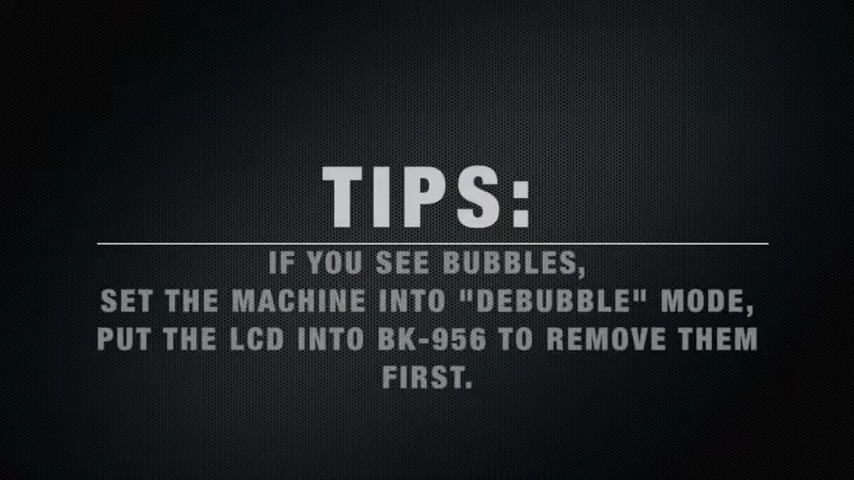 TIPS:
IF YOU SEE BUBBLES,
SET THE MACHINE INTO "DEBUBBLE" MODE,
PUT THE LCD INTO BK-956 TO REMOVE THEM
FIRST.